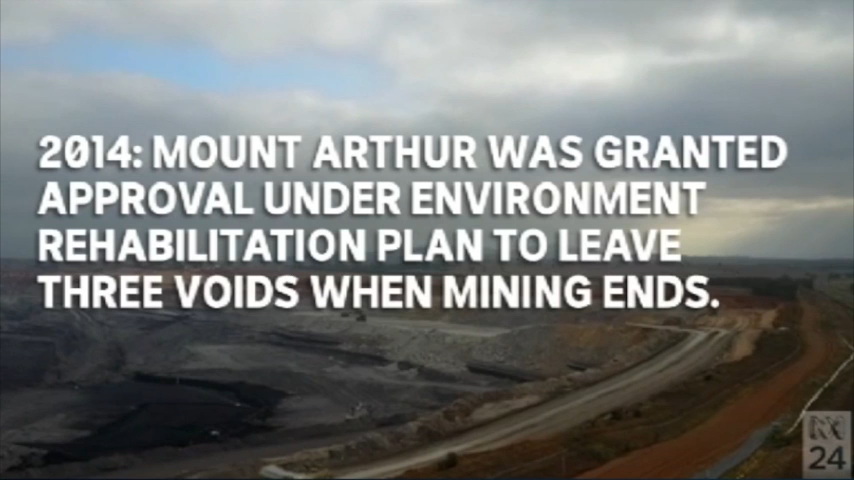 2014: MOUNT ARTHUR WAS GRANTED
APPROVAL UNDER ENVIRONMENT
REHABILITATION PLAN TO LEAVE
THREE VOIDS WHEN MINING ENDS.
24